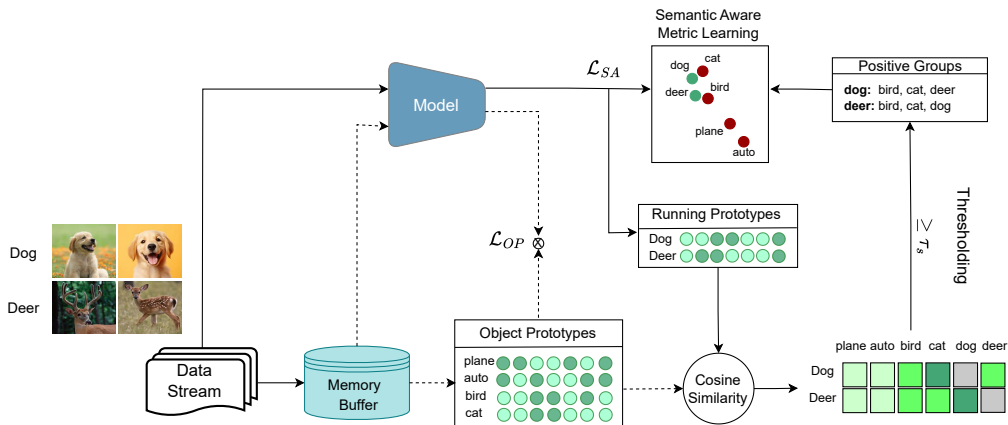 Semantic Aware
Metric Learning
cat
dog
bird
deer
plane
auto
Positive Groups
dog: bird, cat, deer
deer: bird, cat, dog
Model
ℒ_SA
Thresholding
≥ τ_s
Running Prototypes
Dog
Deer
ℒ_OP
⊗
Dog
Deer
Data
Stream
Memory
Buffer
Object Prototypes
plane
auto
bird
cat
Cosine
Similarity
plane auto bird cat dog deer
Dog
Deer